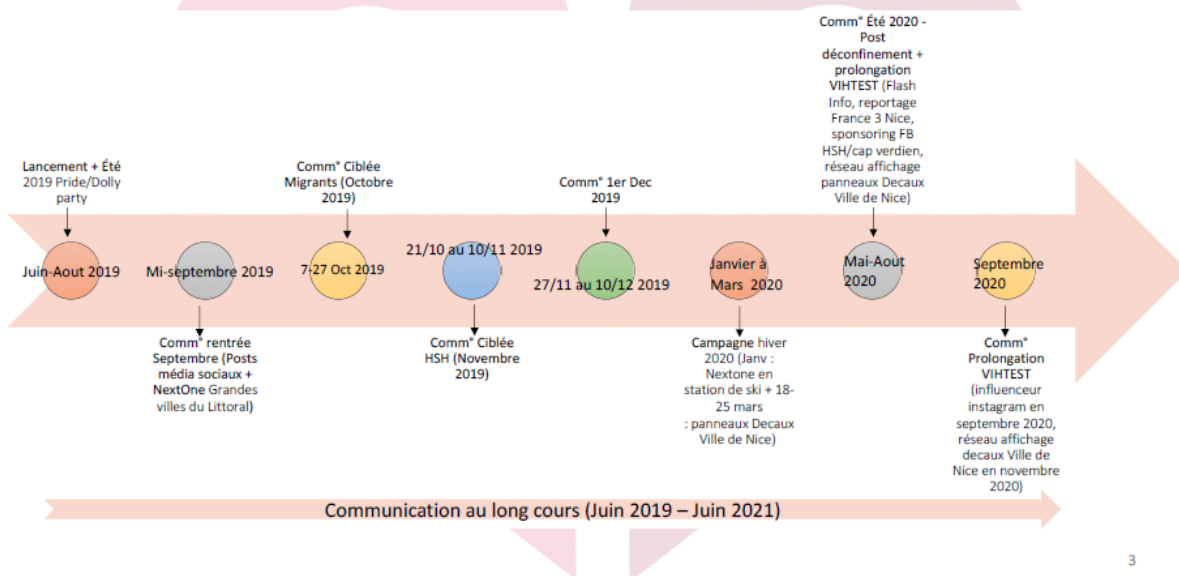 Comm° Été 2020 -
Post
déconfinement +
prolongation
VIHTEST (Flash
Info, reportage
France 3 Nice,
sponsoring FB
HSH/cap verdien,
réseau affichage
panneaux Decaux
Ville de Nice)
Lancement + Été
2019 Pride/Dolly
party
Comm° Ciblée
Migrants (Octobre
2019)
Comm° 1er Dec
2019
Juin-Aout 2019
Mi-septembre 2019
7-27 Oct 2019
21/10 au 10/11 2019
27/11 au 10/12 2019
Janvier à
Mars 2020
Mai-Aout
2020
Septembre
2020
Comm° rentrée
Septembre (Posts
média sociaux +
NextOne Grandes
villes du Littoral)
Comm° Ciblée
HSH (Novembre
2019)
Campagne hiver
2020 (Janv :
Nextone en
station de ski + 18-
25 mars
: panneaux Decaux
Ville de Nice)
Comm°
Prolongation
VIHTEST
(influenceur
instagram en
septembre 2020,
réseau affichage
decaux Ville de
Nice en novembre
2020)
Communication au long cours (Juin 2019 – Juin 2021)
3